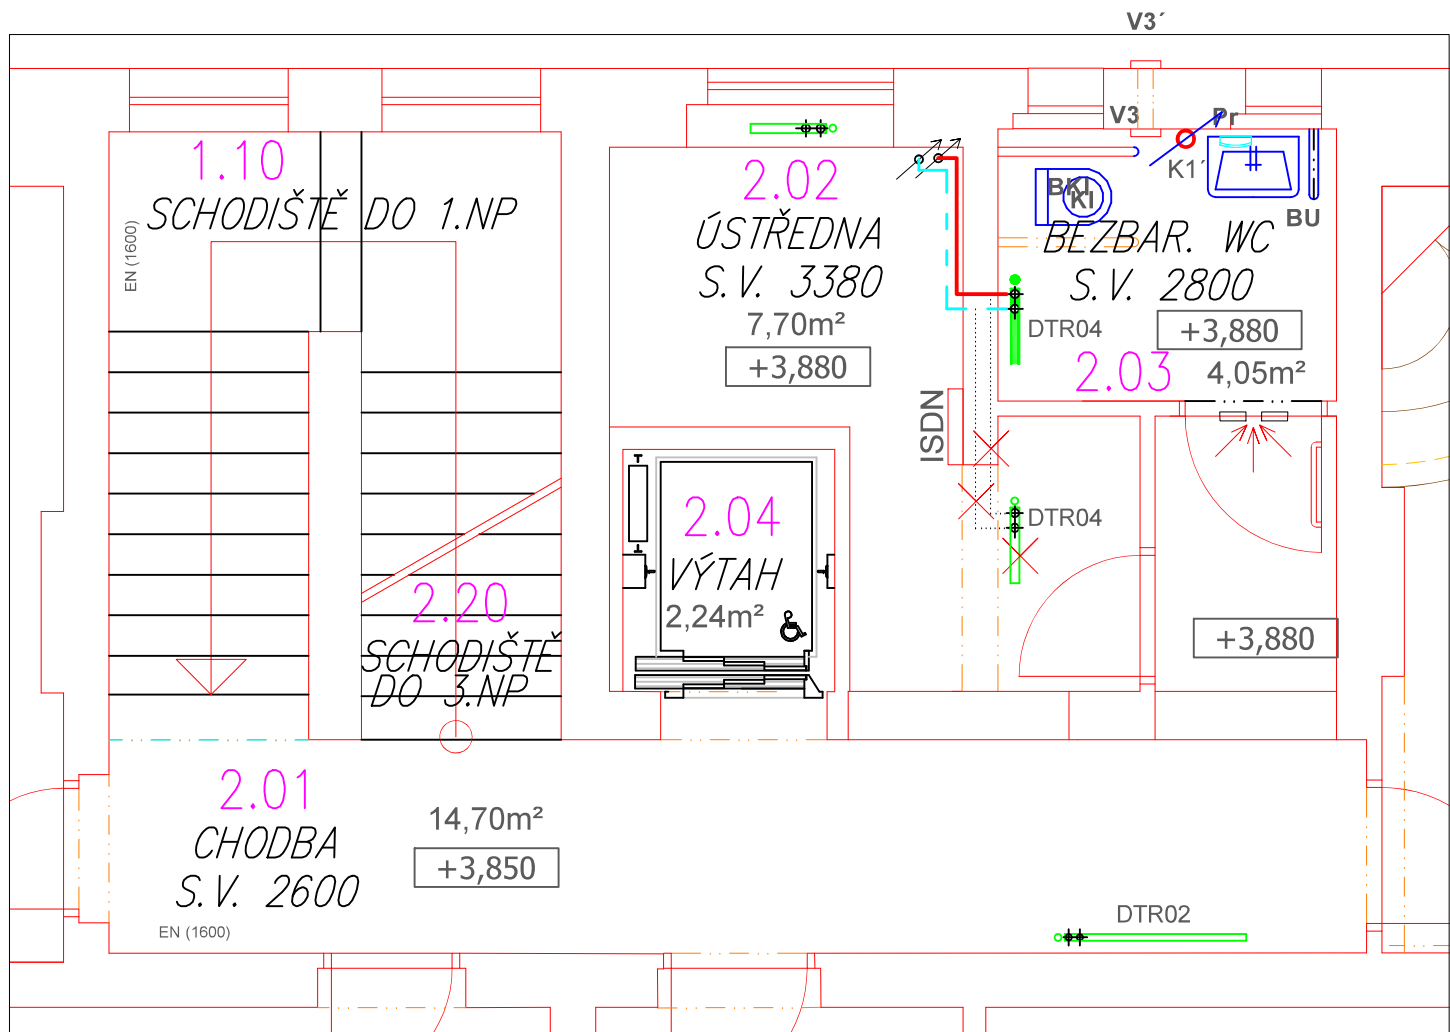 V3´
V3
Pr
K1´
BKI
KI
BU
1.10
SCHODIŠTĚ DO 1.NP
EN (1600)
2.02
ÚSTŘEDNA
S.V. 3380
7,70m²
+3,880
BEZBAR. WC
S.V. 2800
+3,880
2.03
4,05m²
DTR04
ISDN
2.04
VÝTAH
2,24m²
DTR04
2.20
SCHODIŠTĚ
DO 3.NP
+3,880
2.01
CHODBA
S.V. 2600
EN (1600)
14,70m²
+3,850
DTR02